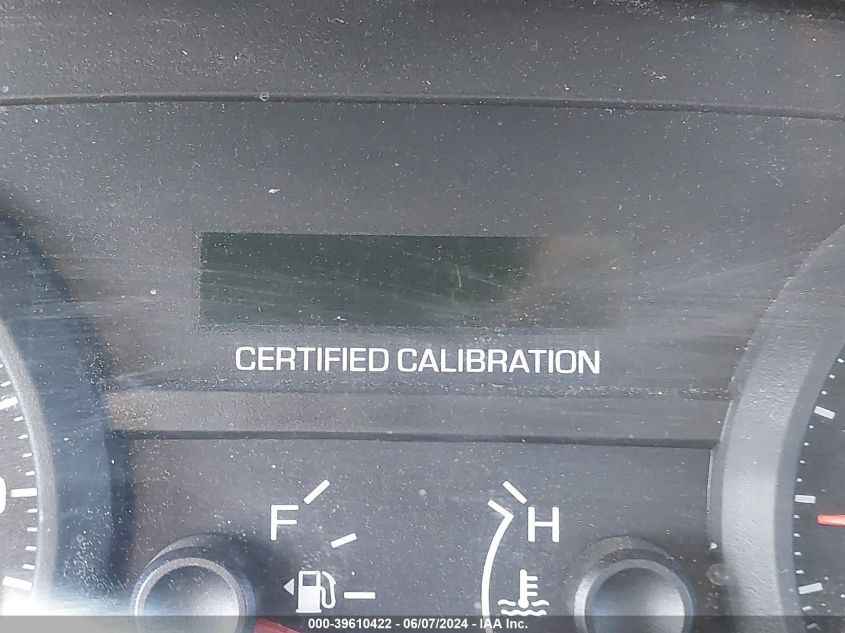 CERTIFIED CALIBRATION
F
H
000-39610422 - 06/07/2024 - IAA Inc.